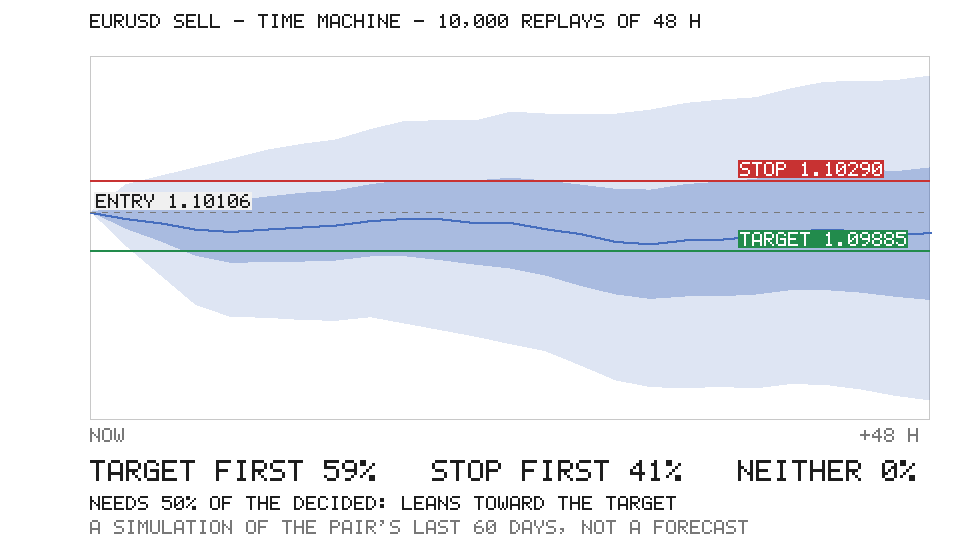 EURUSD SELL - TIME MACHINE - 10,000 REPLAYS OF 48 H
STOP 1.10290
ENTRY 1.10106
TARGET 1.09885
NOW +48 H
TARGET FIRST 59% STOP FIRST 41% NEITHER 0%
NEEDS 50% OF THE DECIDED: LEANS TOWARD THE TARGET
A SIMULATION OF THE PAIR'S LAST 60 DAYS, NOT A FORECAST